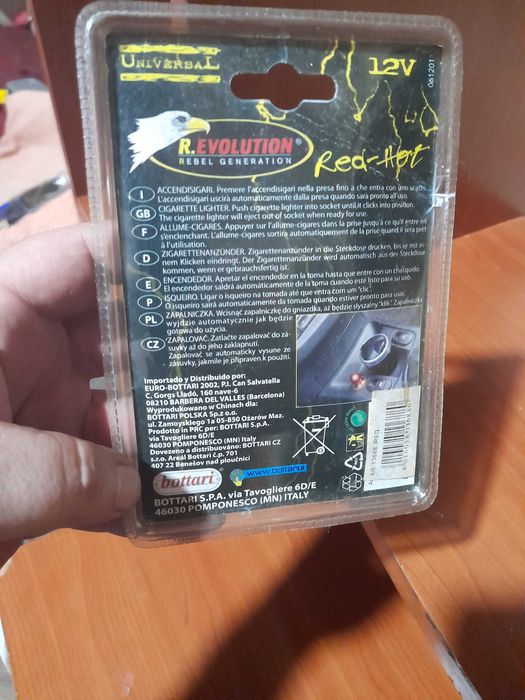 UNIVERSAL
12V
061201
R.EVOLUTION®
REBEL GENERATION
Red-Hot
I ACCENDISIGARI. Premere l'accendisigari nella presa fino a che entra con uno scatto.
L'accendisigari uscirà automaticamente dalla presa quando sarà pronto all'uso
GB CIGARETTE LIGHTER. Push cigarette lighter into socket until it clicks into position.
The cigarette lighter will eject out of socket when ready for use.
F ALLUME-CIGARES. Appuyer sur l'allume-cigares dans la prise jusqu'à ce qu'il entre en
s'enclenchant. L'allume-cigares sortira automatiquement de la prise quand il sera prêt
à l'utilisation.
D ZIGARETTENANZÜNDER. Zigarettenanzünder in die Steckdose drücken, bis er mit ei-
nem Klicken eindringt. Der Zigarettenanzünder wird automatisch aus der Steckdose
kommen, wenn er gebrauchsfertig ist.
E ENCENDEDOR. Apretar el encendedor en la toma hasta que entre con un chasquido.
El encendedor saldrá automáticamente de la toma cuando esté listo para su uso.
P ISQUEIRO. Ligar o isqueiro na tomada até que entre com um "clic".
O isqueiro sairá automaticamente da tomada quando estiver pronto para usar.
PL ZAPALNICZKA. Wcisnąć zapalniczkę do gniazdka, aż będzie słyszalny "klik". Zapalniczka
wyjdzie automatycznie jak będzie
gotowa do użycia.
CZ ZAPALOVAČ. Zatlačte zapalovač do zá-
suvky až do jeho zaklapnutí.
Zapalovač se automaticky vysune ze
zásuvky, jakmile je připraven k použití.
Importado y Distribuido por:
EURO-BOTTARI 2002, P.I. Can Salvatella
C. Gorgs Lladó, 160 nave-6
08210 BARBERA DEL VALLES (Barcelona)
Wyprodukowano w Chinach dla:
BOTTARI POLSKA Sp.z o.o.
ul. Zamoyskiego 1a 05-850 Ożarów Maz.
Prodotto in PRC per: BOTTARI S.P.A.
via Tavogliere 6D/E
46030 POMPONESCO (MN) Italy
Dovezeno a distribuováno: BOTTARI CZ
s.r.o. Areál Bottari č.p. 701
407 22 Benešov nad ploučnicí
bottari
www.bottari.it
BOTTARI S.P.A. via Tavogliere 6D/E
46030 POMPONESCO (MN) ITALY